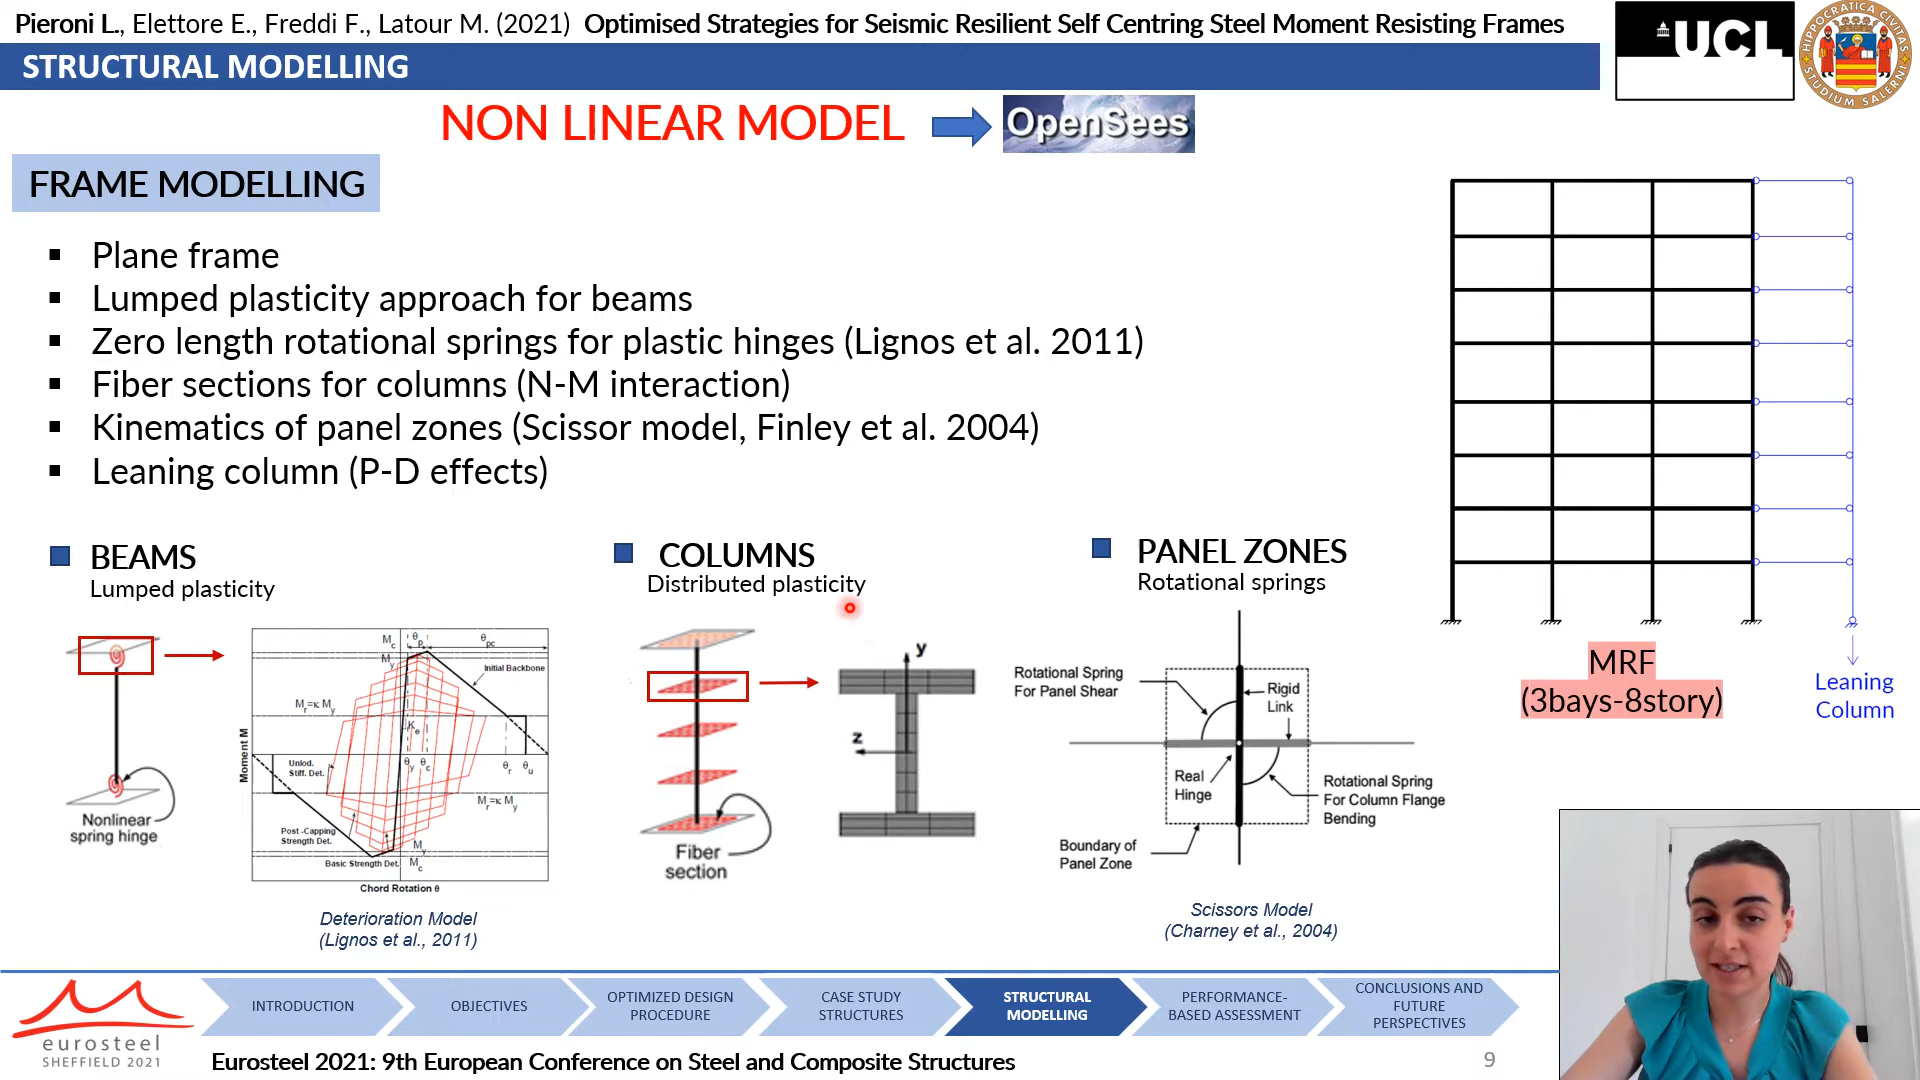 Pieroni L., Elettore E., Freddi F., Latour M. (2021) Optimised Strategies for Seismic Resilient Self Centring Steel Moment Resisting Frames
UCL
HIPPOCRATICA CIVITAS
STUDIUM SALERNI
STRUCTURAL MODELLING
NON LINEAR MODEL
OpenSees
FRAME MODELLING
Plane frame
Lumped plasticity approach for beams
Zero length rotational springs for plastic hinges (Lignos et al. 2011)
Fiber sections for columns (N-M interaction)
Kinematics of panel zones (Scissor model, Finley et al. 2004)
Leaning column (P-D effects)
BEAMS
Lumped plasticity
Nonlinear
spring hinge
Mc
My
θp
θpc
Initial Backbone
Mr=κ My
Ke
θy θc
θr θu
Unlod.
Stiff. Det.
Mr=κ My
Post -Capping
Strength Det.
My
Basic Strength Det.
Mc
Moment M
Chord Rotation θ
Deterioration Model
(Lignos et al., 2011)
COLUMNS
Distributed plasticity
y
z
Fiber
section
PANEL ZONES
Rotational springs
Rotational Spring
For Panel Shear
Rigid
Link
Real
Hinge
Rotational Spring
For Column Flange
Bending
Boundary of
Panel Zone
Scissors Model
(Charney et al., 2004)
MRF
(3bays-8story)
Leaning
Column
eurosteel
SHEFFIELD 2021
INTRODUCTION
OBJECTIVES
OPTIMIZED DESIGN
PROCEDURE
CASE STUDY
STRUCTURES
STRUCTURAL
MODELLING
PERFORMANCE-
BASED ASSESSMENT
CONCLUSIONS AND
FUTURE
PERSPECTIVES
Eurosteel 2021: 9th European Conference on Steel and Composite Structures
9